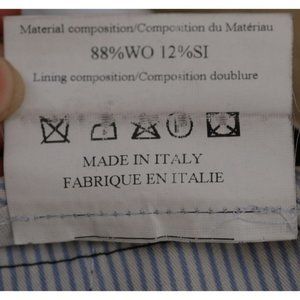 Material composition/Composition du Matériau
88%WO 12%SI
Lining composition/Composition doublure
MADE IN ITALY
FABRIQUE EN ITALIE